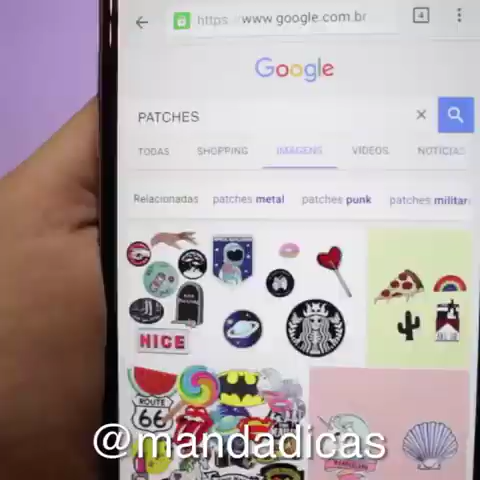 https://www.google.com.br
4
Google
PATCHES
TODAS SHOPPING IMAGENS VÍDEOS NOTÍCIAS
Relacionadas patches metal patches punk patches militar
NICE
ROUTE
66
@mandadicas